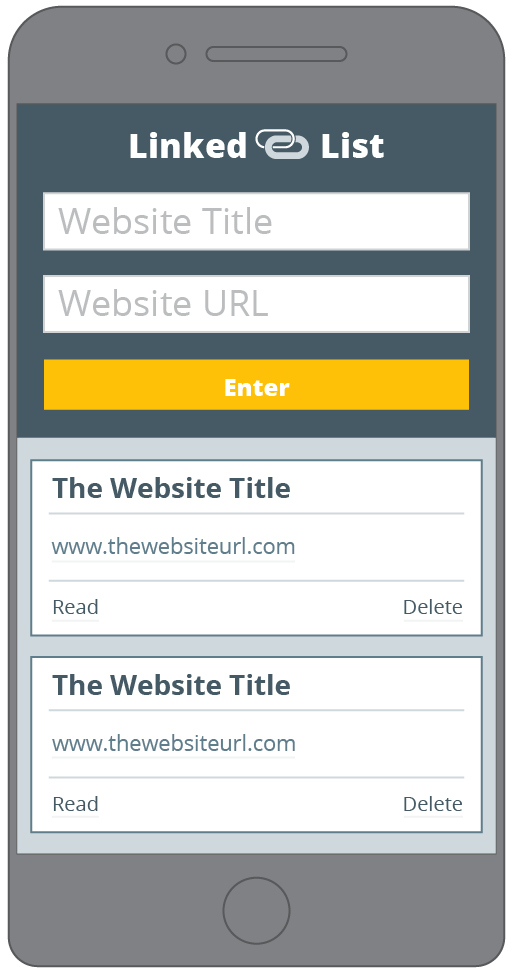 Linked List
Website Title
Website URL
Enter
The Website Title
www.thewebsiteurl.com
Read Delete
The Website Title
www.thewebsiteurl.com
Read Delete